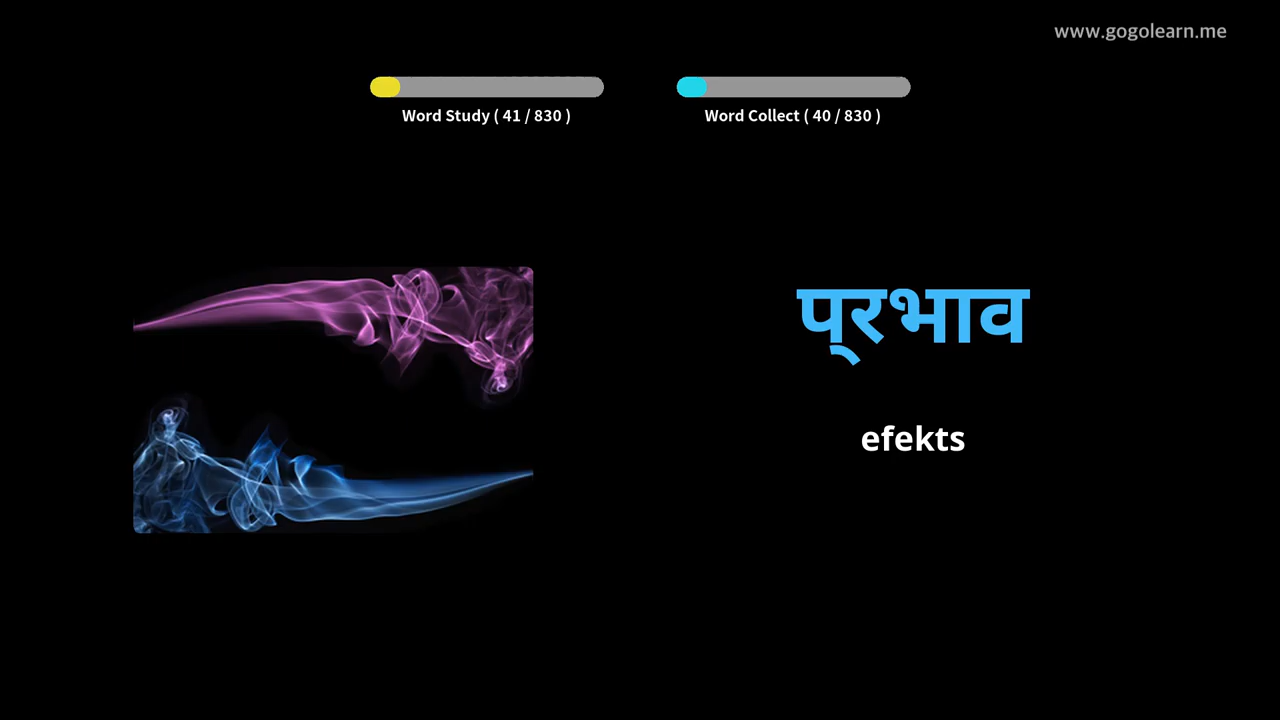 www.gogolearn.me
Word Study ( 41 / 830 )
Word Collect ( 40 / 830 )
प्रभाव
efekts